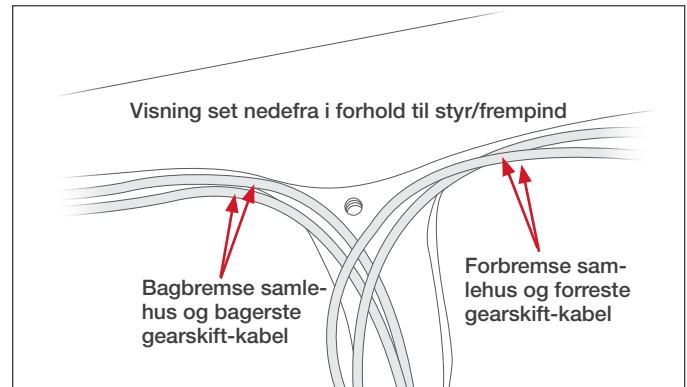 Visning set nedefra i forhold til styr/frempind
Bagbremse samle-
hus og bagerste
gearskift-kabel
Forbremse sam-
lehus og forreste
gearskift-kabel